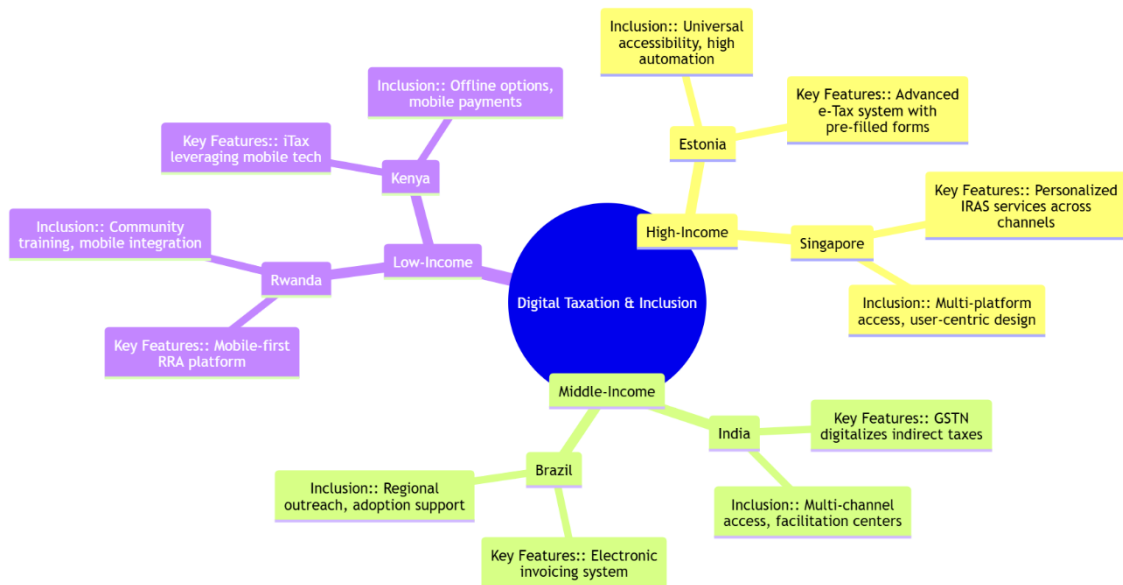 Digital Taxation & Inclusion
High-Income
Estonia
Inclusion:: Universal
accessibility, high
automation
Key Features:: Advanced
e-Tax system with
pre-filled forms
Singapore
Key Features:: Personalized
IRAS services across
channels
Inclusion:: Multi-platform
access, user-centric design
Middle-Income
India
Key Features:: GSTN
digitalizes indirect taxes
Inclusion:: Multi-channel
access, facilitation centers
Brazil
Inclusion:: Regional
outreach, adoption support
Key Features:: Electronic
invoicing system
Low-Income
Kenya
Inclusion:: Offline options,
mobile payments
Key Features:: iTax
leveraging mobile tech
Rwanda
Inclusion:: Community
training, mobile integration
Key Features:: Mobile-first
RRA platform